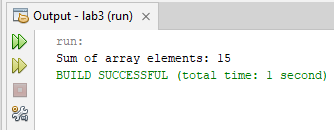 Output - lab3 (run)
run:
Sum of array elements: 15
BUILD SUCCESSFUL (total time: 1 second)